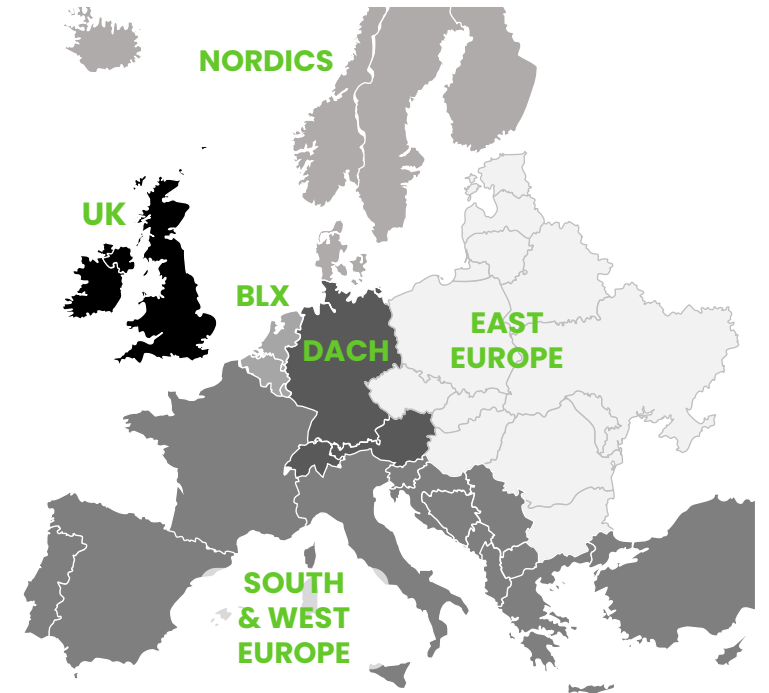 NORDICS
UK
BLX
DACH
EAST
EUROPE
SOUTH
& WEST
EUROPE